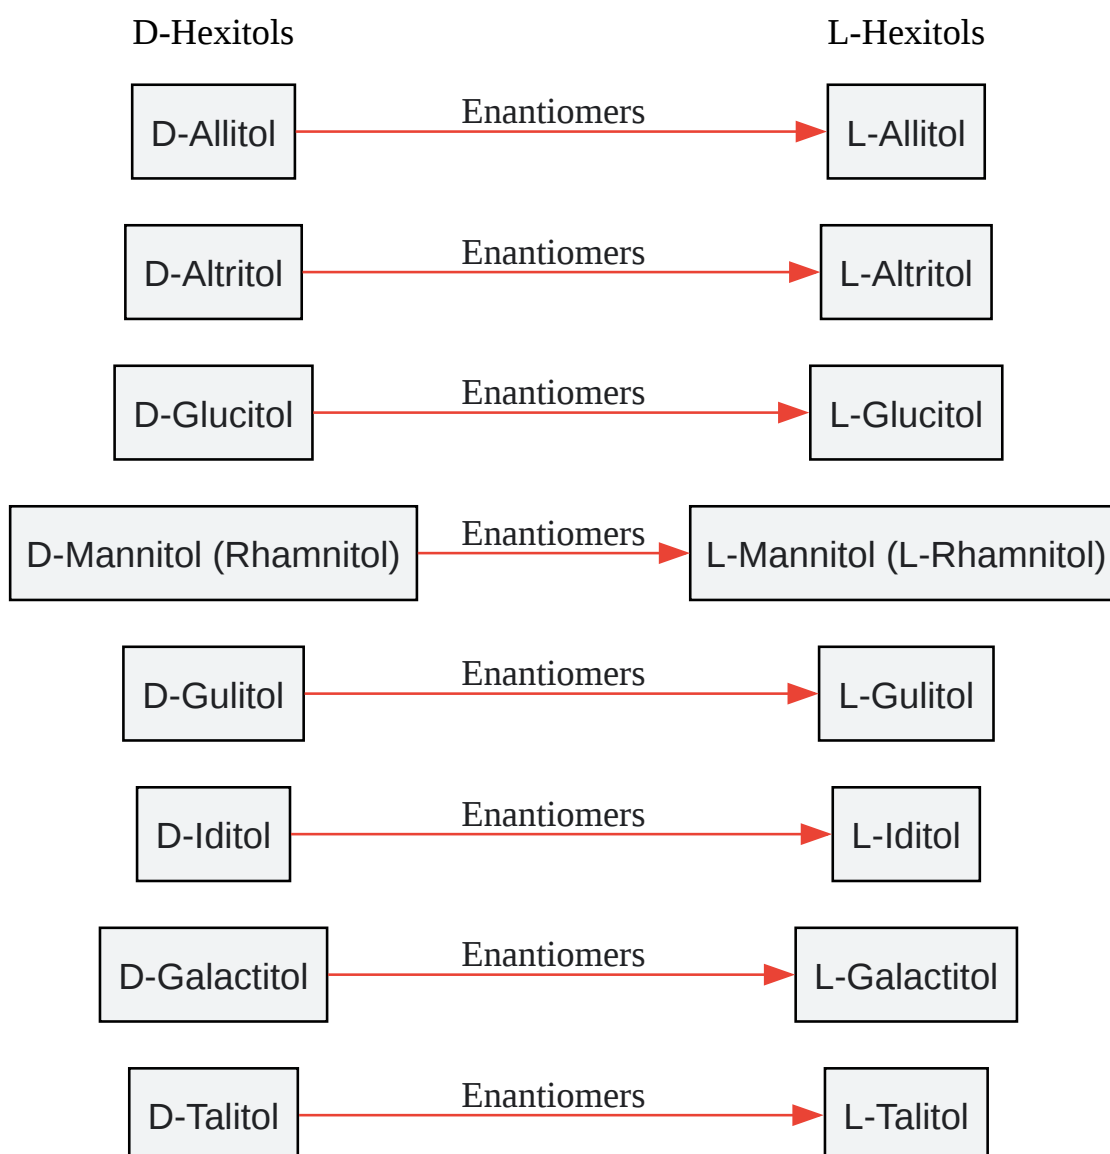 D-Hexitols
L-Hexitols
D-Allitol
Enantiomers
L-Allitol
D-Altritol
Enantiomers
L-Altritol
D-Glucitol
Enantiomers
L-Glucitol
D-Mannitol (Rhamnitol)
Enantiomers
L-Mannitol (L-Rhamnitol)
D-Gulitol
Enantiomers
L-Gulitol
D-Iditol
Enantiomers
L-Iditol
D-Galactitol
Enantiomers
L-Galactitol
D-Talitol
Enantiomers
L-Talitol